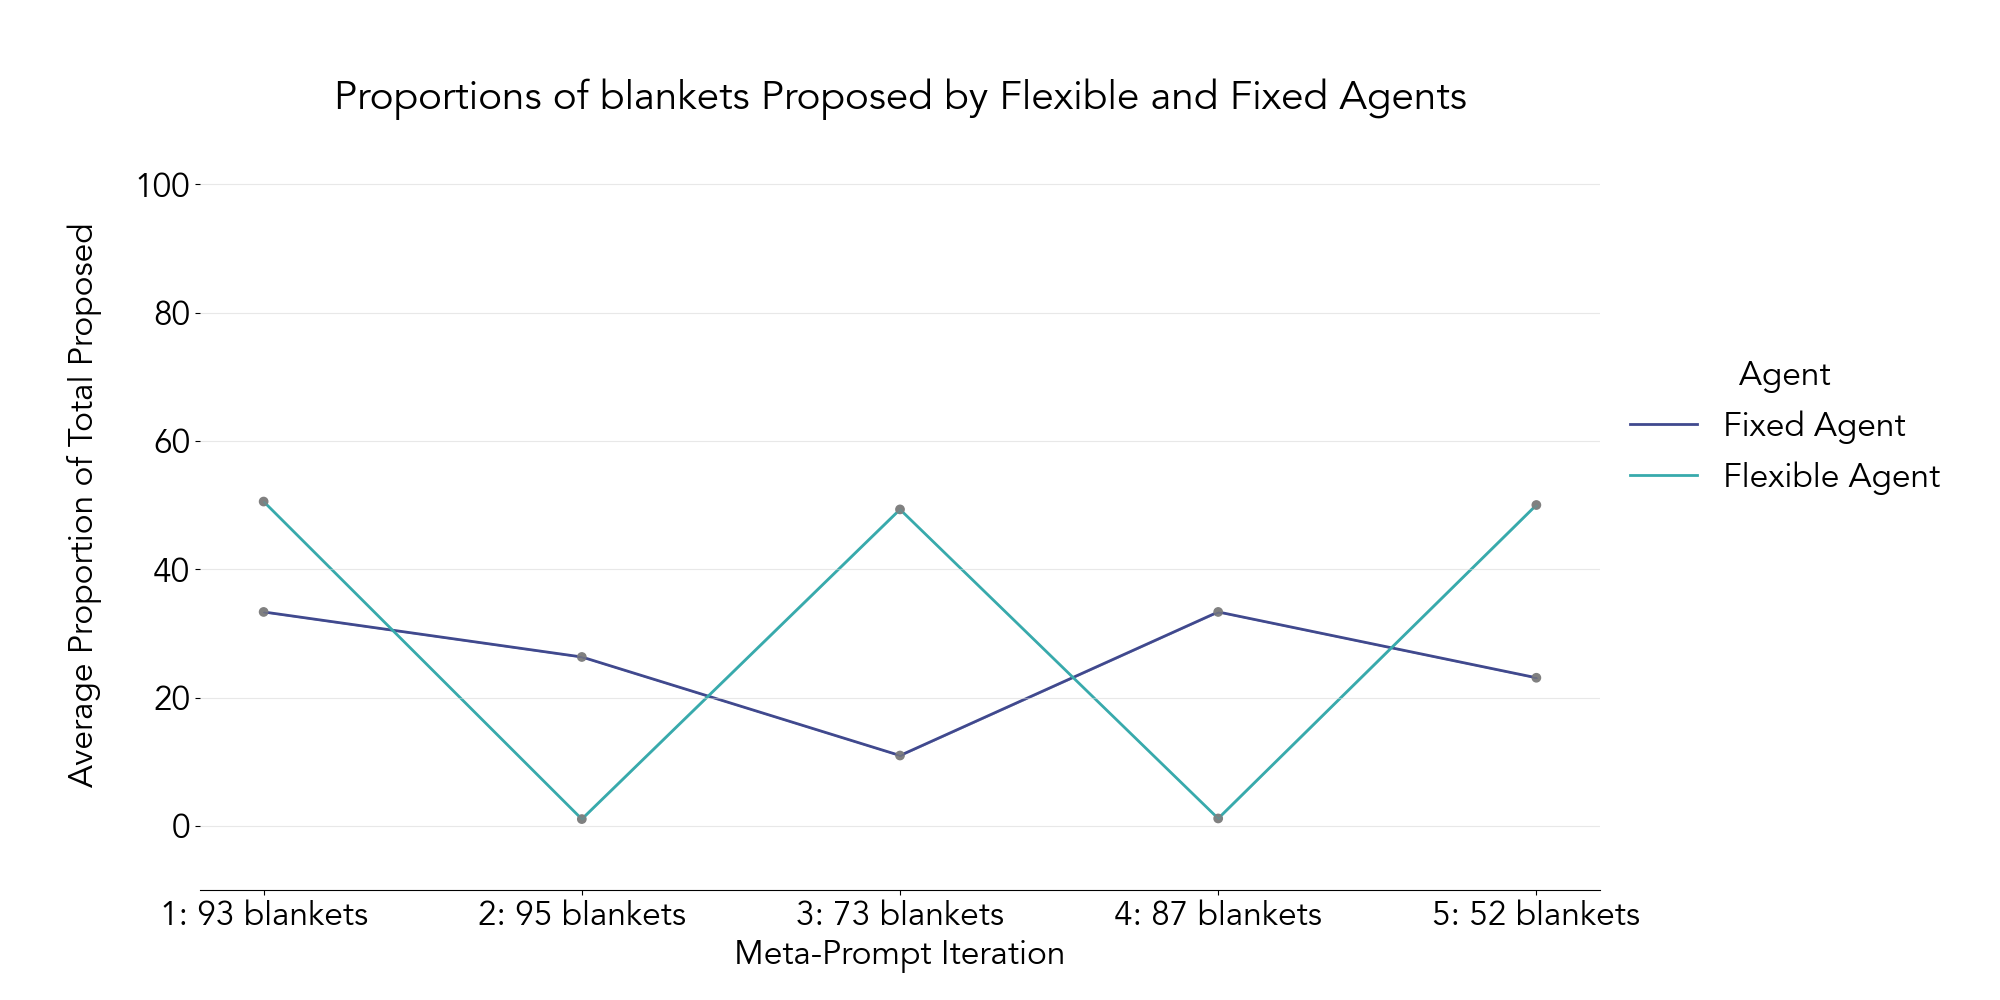 Proportions of blankets Proposed by Flexible and Fixed Agents
Average Proportion of Total Proposed
100
80
60
40
20
0
1: 93 blankets
2: 95 blankets
3: 73 blankets
4: 87 blankets
5: 52 blankets
Meta-Prompt Iteration
Agent
Fixed Agent
Flexible Agent